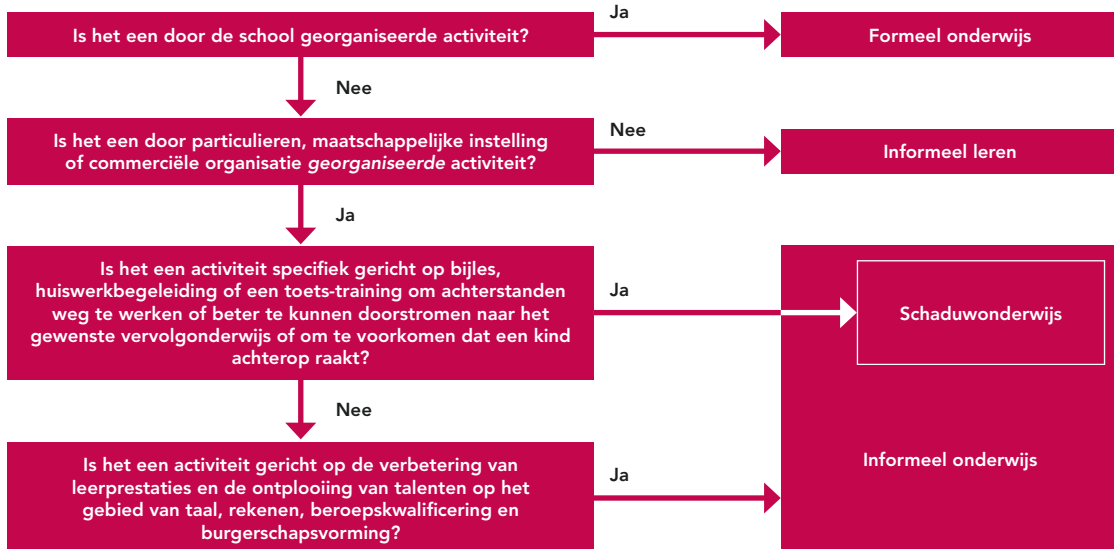 Is het een door de school georganiseerde activiteit?
Ja
Formeel onderwijs
Nee
Is het een door particulieren, maatschappelijke instelling
of commerciële organisatie georganiseerde activiteit?
Nee
Informeel leren
Ja
Is het een activiteit specifiek gericht op bijles,
huiswerkbegeleiding of een toets-training om achterstanden
weg te werken of beter te kunnen doorstromen naar het
gewenste vervolgonderwijs of om te voorkomen dat een kind
achterop raakt?
Ja
Schaduwonderwijs
Nee
Is het een activiteit gericht op de verbetering van
leerprestaties en de ontplooiing van talenten op het
gebied van taal, rekenen, beroepskwalificering en
burgerschapsvorming?
Ja
Informeel onderwijs